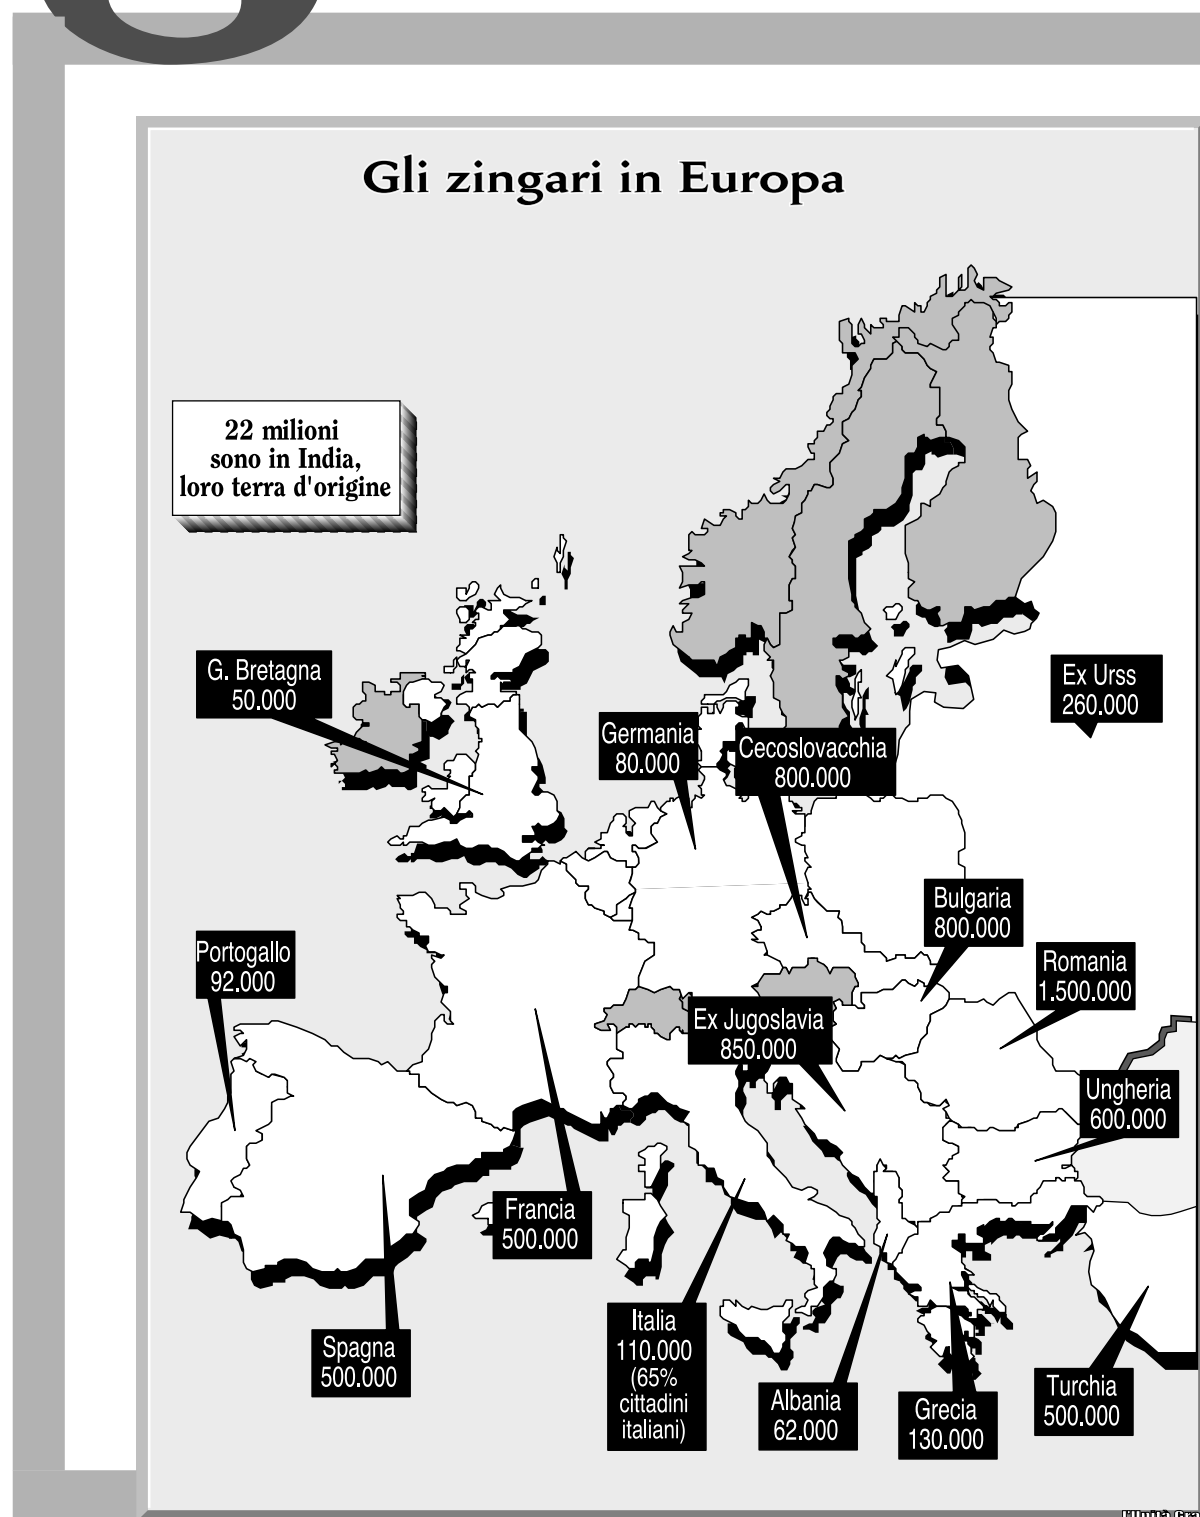 Gli zingari in Europa
22 milioni
sono in India,
loro terra d'origine
G. Bretagna
50.000
Ex Urss
260.000
Germania
80.000
Cecoslovacchia
800.000
Bulgaria
800.000
Portogallo
92.000
Romania
1.500.000
Ex Jugoslavia
850.000
Ungheria
600.000
Francia
500.000
Spagna
500.000
Italia
110.000
(65%
cittadini
italiani)
Albania
62.000
Grecia
130.000
Turchia
500.000